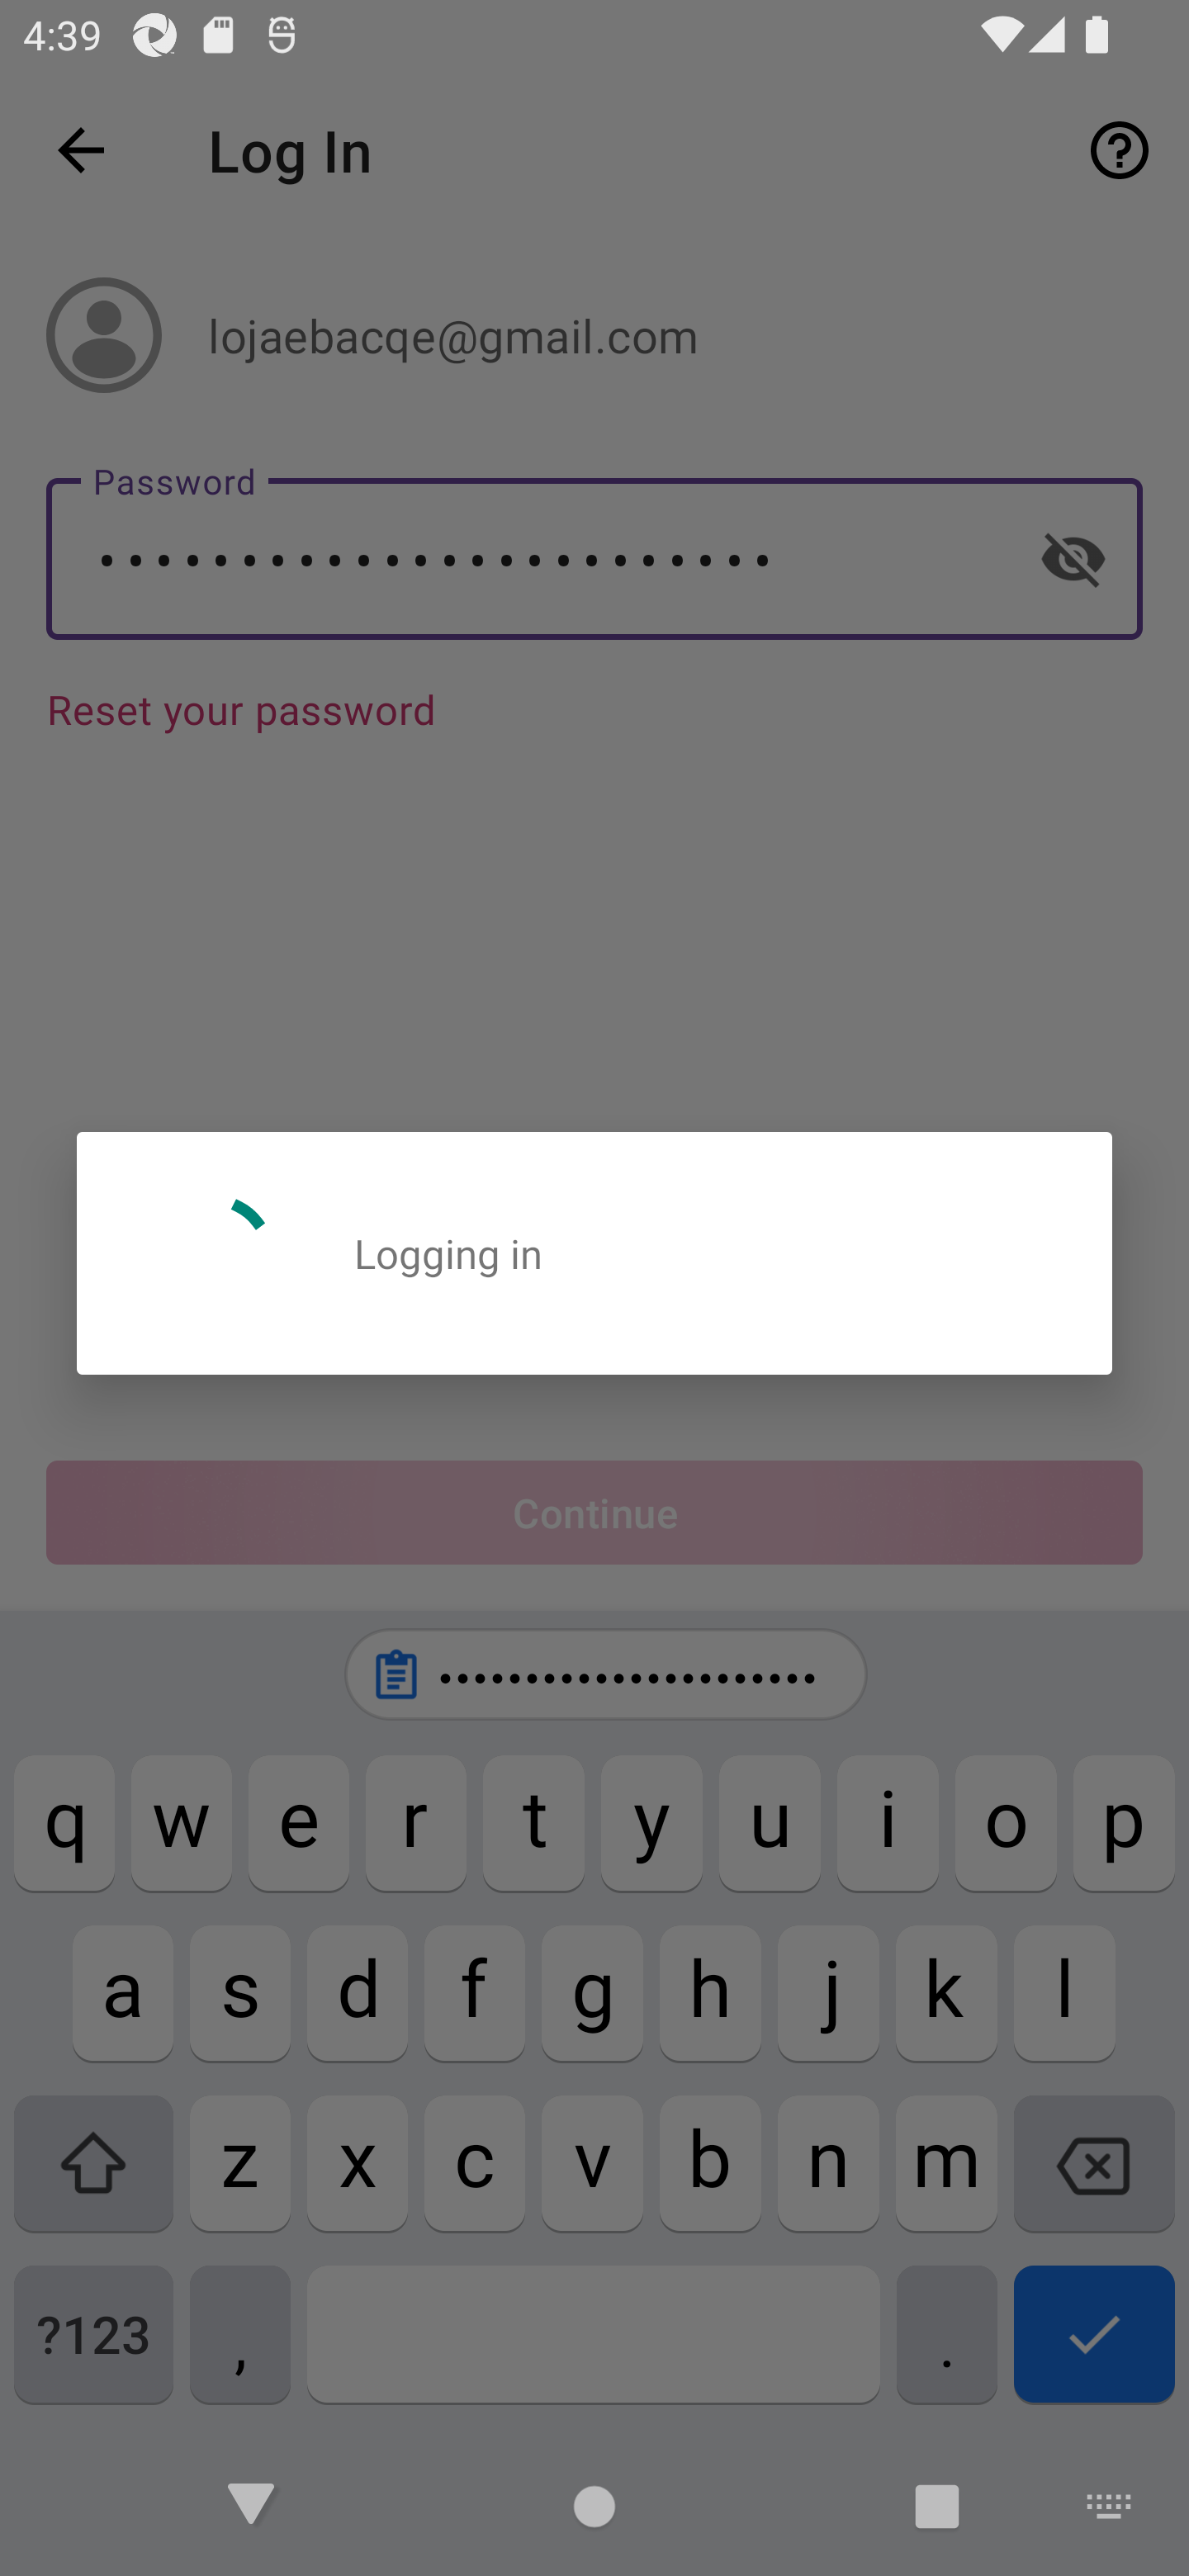 4:39
Log In
lojaebacqe@gmail.com
Password
••••••••••••••••••••••••
Reset your password
Logging in
Continue
••••••••••••••••••••••
q w e r t y u i o p
a s d f g h j k l
z x c v b n m
?123 , .